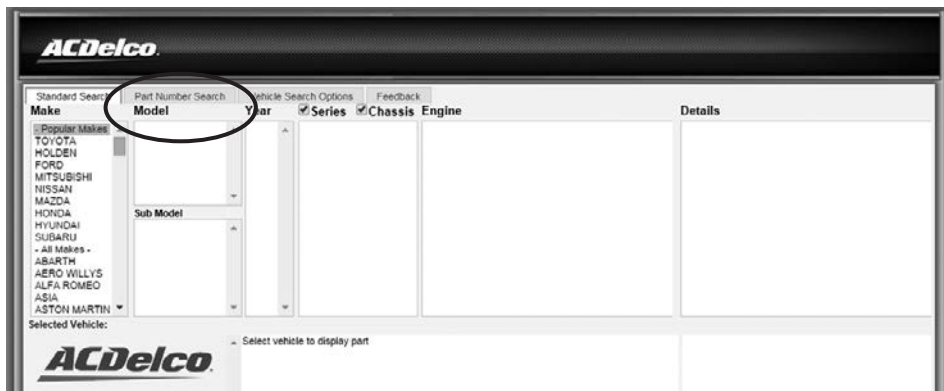 ACDelco.
Standard Search Part Number Search Vehicle Search Options Feedback
Make Model Year Series Chassis Engine Details
- Popular Makes
TOYOTA
HOLDEN
FORD
MITSUBISHI
NISSAN
MAZDA
HONDA
HYUNDAI
SUBARU
- All Makes -
ABARTH
AERO WILLYS
ALFA ROMEO
ASIA
ASTON MARTIN
Sub Model
Selected Vehicle:
ACDelco.
Select vehicle to display part